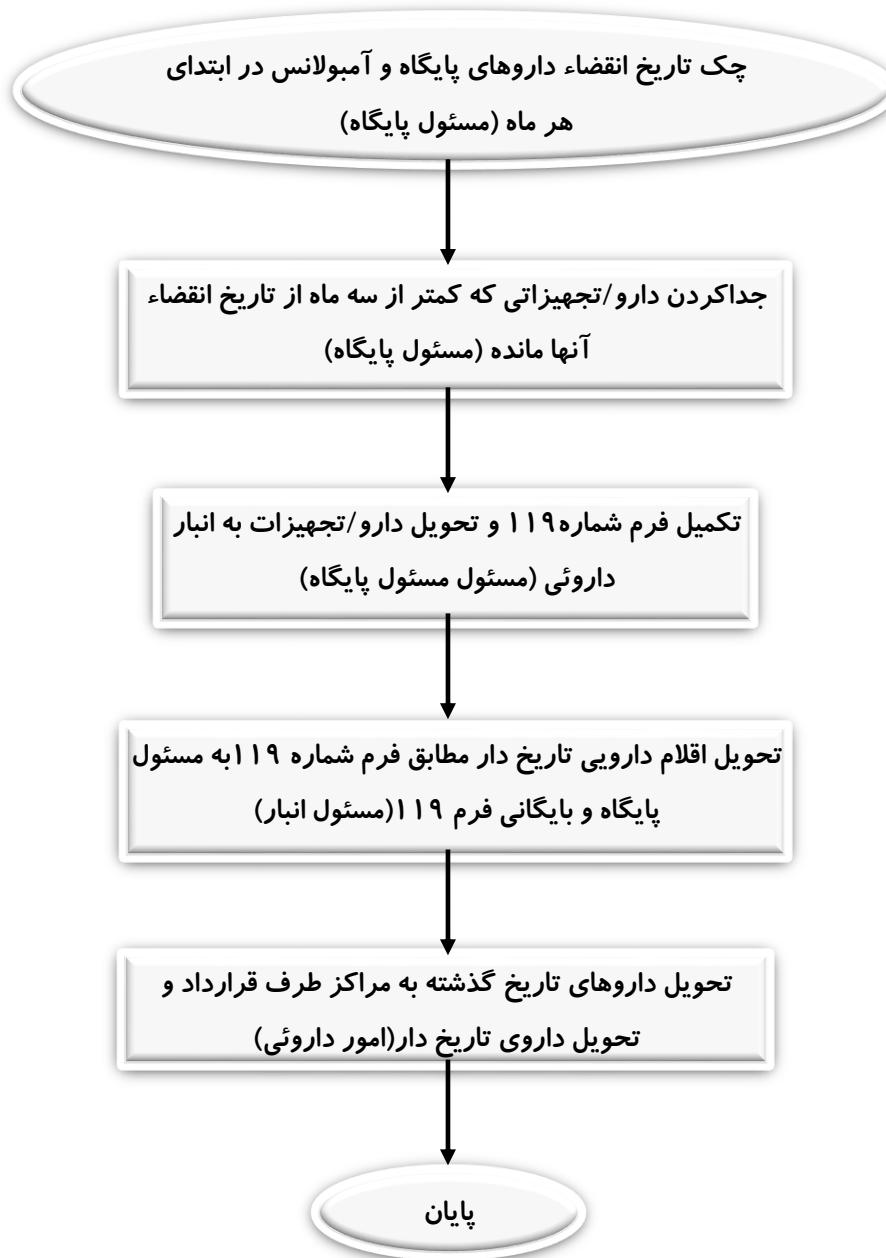 چک تاریخ انقضاء داروهای پایگاه و آمبولانس در ابتدای
هر ماه (مسئول پایگاه)
جداکردن دارو/تجهیزاتی که کمتر از سه ماه از تاریخ انقضاء
آنها مانده (مسئول پایگاه)
تکمیل فرم شماره۱۱۹ و تحویل دارو/تجهیزات به انبار
داروئی (مسئول مسئول پایگاه)
تحویل اقلام دارویی تاریخ دار مطابق فرم شماره ۱۱۹به مسئول
پایگاه و بایگانی فرم ۱۱۹(مسئول انبار)
تحویل داروهای تاریخ گذشته به مراکز طرف قرارداد و
تحویل داروی تاریخ دار(امور داروئی)
پایان